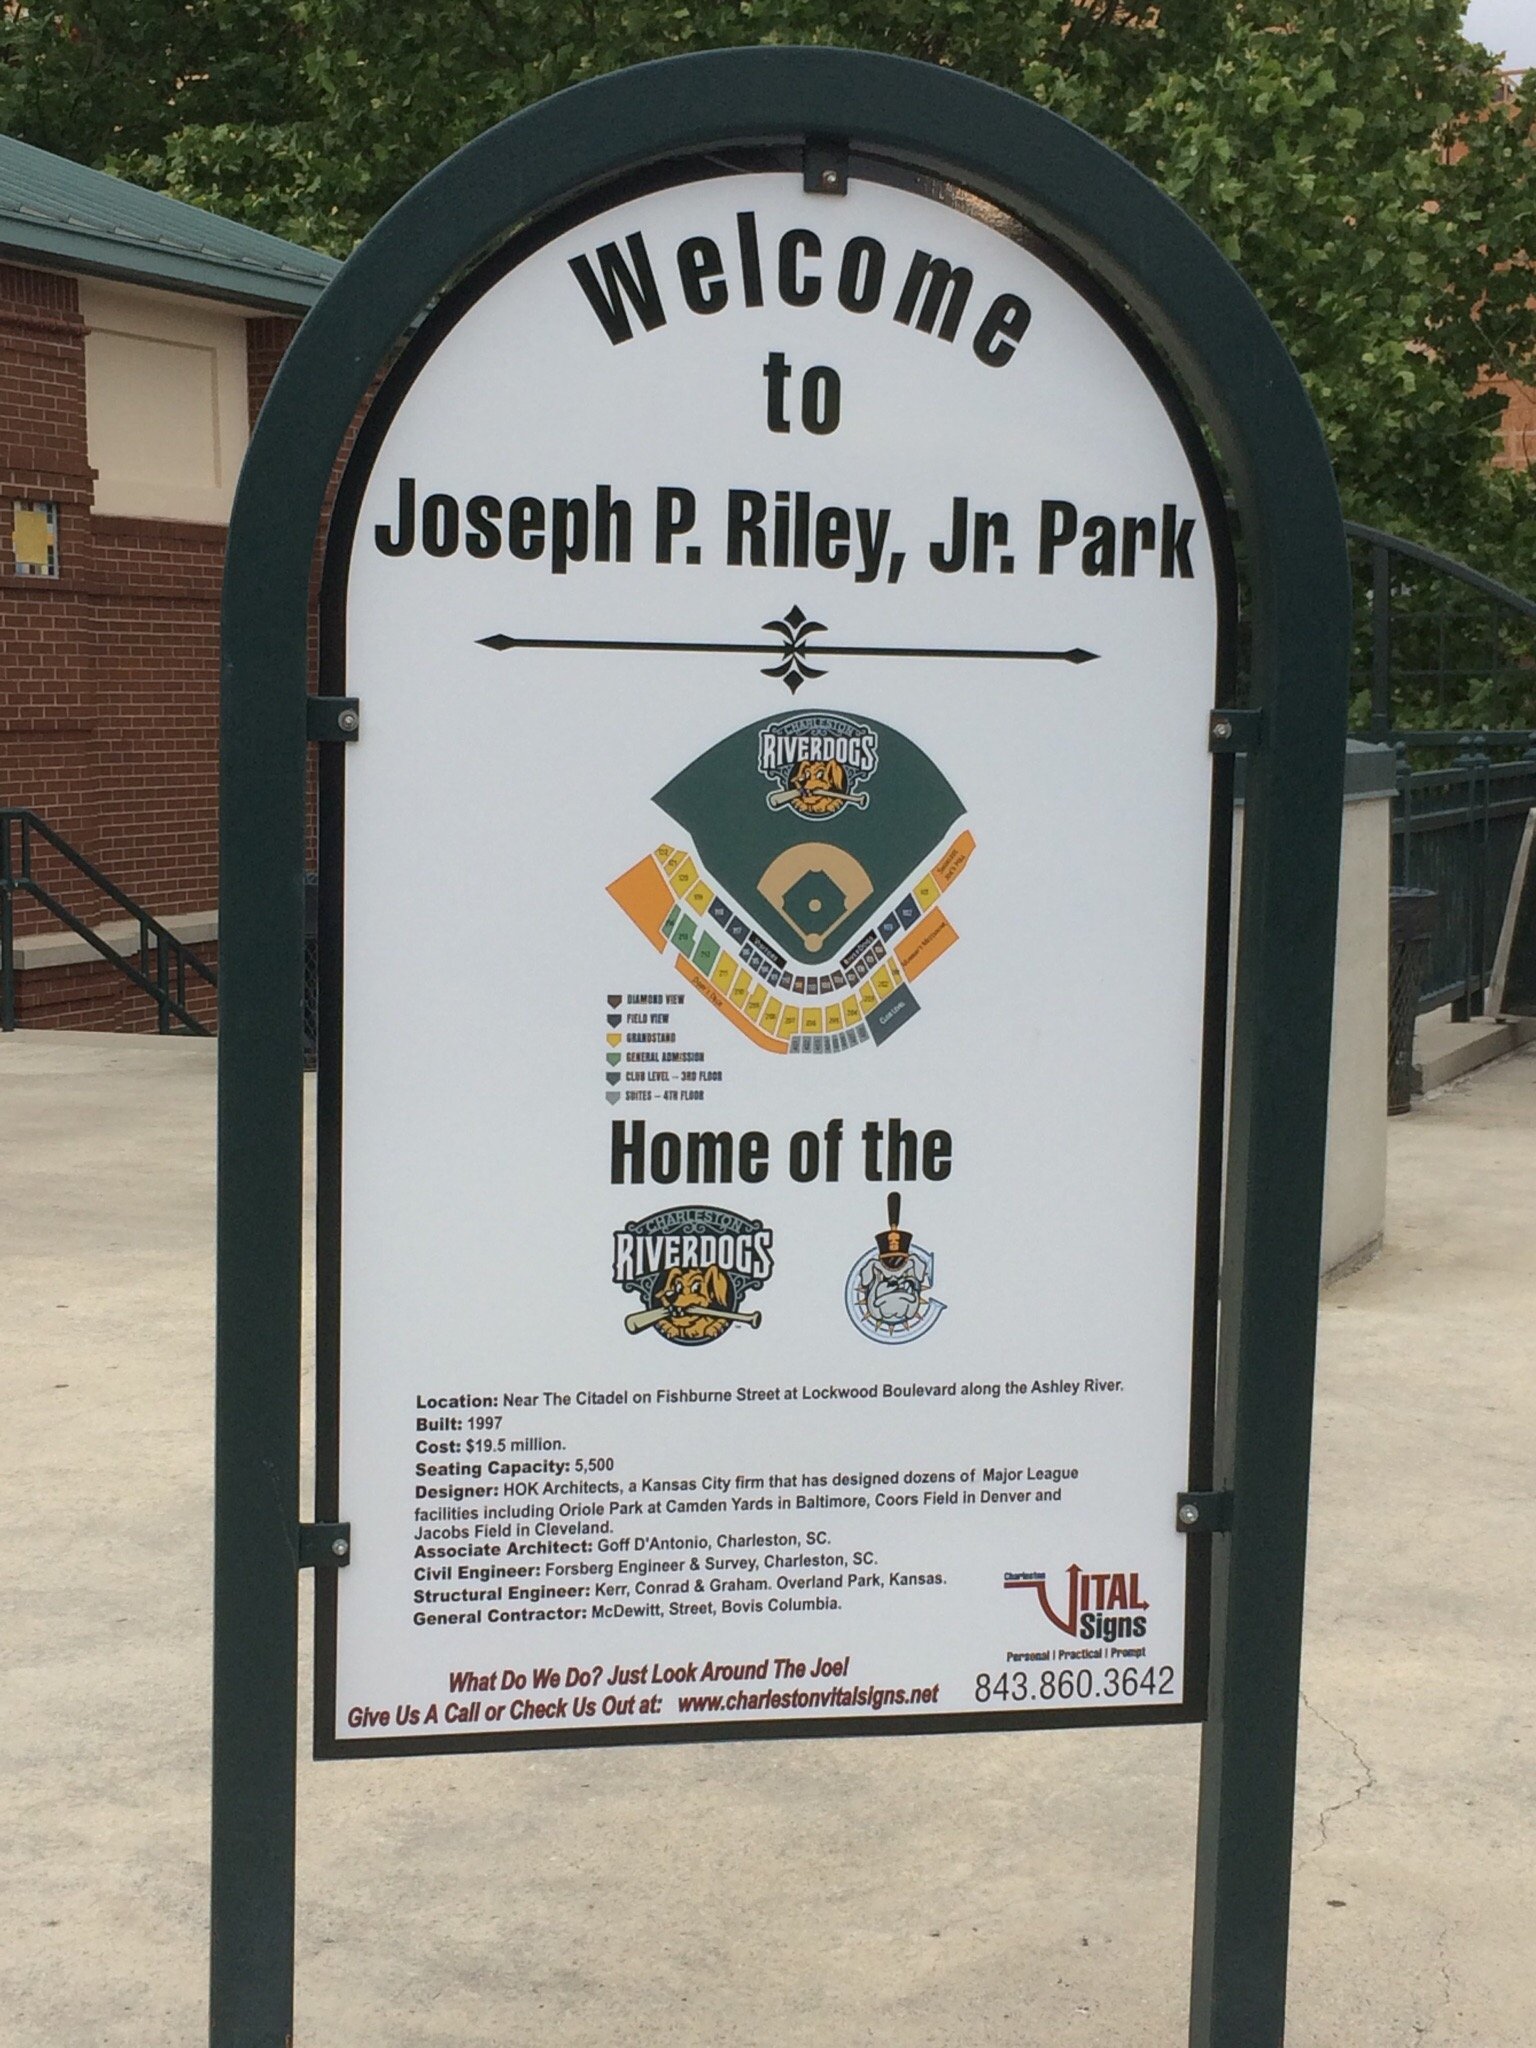 Welcome
to
Joseph P. Riley, Jr. Park
CHARLESTON
RIVERDOGS
DIAMOND VIEW
FIELD VIEW
GRANDSTAND
GENERAL ADMISSION
CLUB LEVEL – 3RD FLOOR
SUITES – 4TH FLOOR
CLUB LEVEL
Home of the
CHARLESTON
RIVERDOGS
C
Location: Near The Citadel on Fishburne Street at Lockwood Boulevard along the Ashley River.
Built: 1997
Cost: $19.5 million.
Seating Capacity: 5,500
Designer: HOK Architects, a Kansas City firm that has designed dozens of Major League
facilities including Oriole Park at Camden Yards in Baltimore, Coors Field in Denver and
Jacobs Field in Cleveland.
Associate Architect: Goff D'Antonio, Charleston, SC.
Civil Engineer: Forsberg Engineer & Survey, Charleston, SC.
Structural Engineer: Kerr, Conrad & Graham. Overland Park, Kansas.
General Contractor: McDewitt, Street, Bovis Columbia.
Charleston
VITAL
Signs
Personal | Practical | Prompt
843.860.3642
What Do We Do? Just Look Around The Joe!
Give Us A Call or Check Us Out at: www.charlestonvitalsigns.net